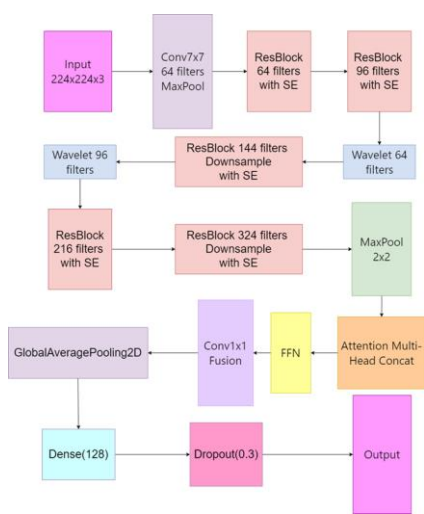 Input
224x224x3
Conv7x7
64 filters
MaxPool
ResBlock
64 filters
with SE
ResBlock
96 filters
with SE
Wavelet 64
filters
ResBlock 144 filters
Downsample
with SE
Wavelet 96
filters
ResBlock
216 filters
with SE
ResBlock 324 filters
Downsample
with SE
MaxPool
2x2
Attention Multi-
Head Concat
FFN
Conv1x1
Fusion
GlobalAveragePooling2D
Dense(128)
Dropout(0.3)
Output